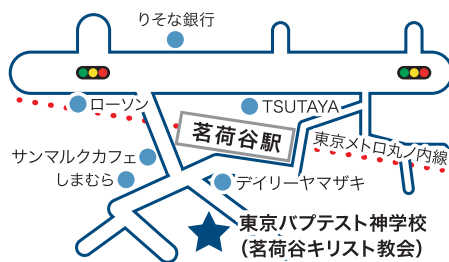 りそな銀行
ローソン
TSUTAYA
茗荷谷駅
東京メトロ丸ノ内線
サンマルクカフェ
しまむら
デイリーヤマザキ
東京バプテスト神学校
(茗荷谷キリスト教会)